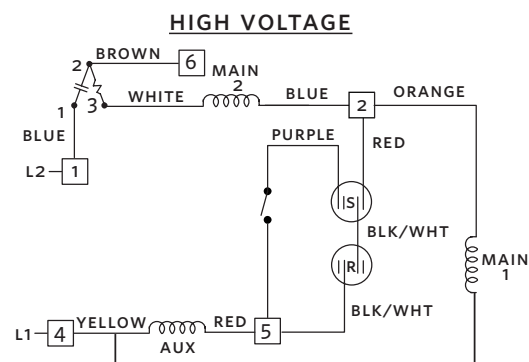 HIGH VOLTAGE
2
BROWN
6
MAIN
2
1
3
WHITE
BLUE
2
ORANGE
BLUE
PURPLE
RED
L2
1
S
BLK/WHT
R
MAIN
1
BLK/WHT
L1
4
YELLOW
RED
5
AUX